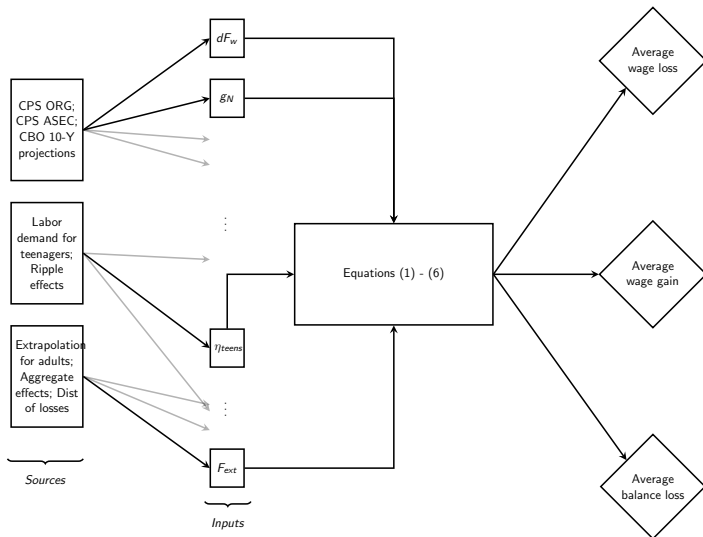 CPS ORG;
CPS ASEC;
CBO 10-Y
projections
Labor
demand for
teenagers;
Ripple
effects
Extrapolation
for adults;
Aggregate
effects; Dist
of losses
Sources
dF_w
g_N
⋮
η_teens
⋮
F_ext
Inputs
Equations (1) - (6)
Average
wage loss
Average
wage gain
Average
balance loss